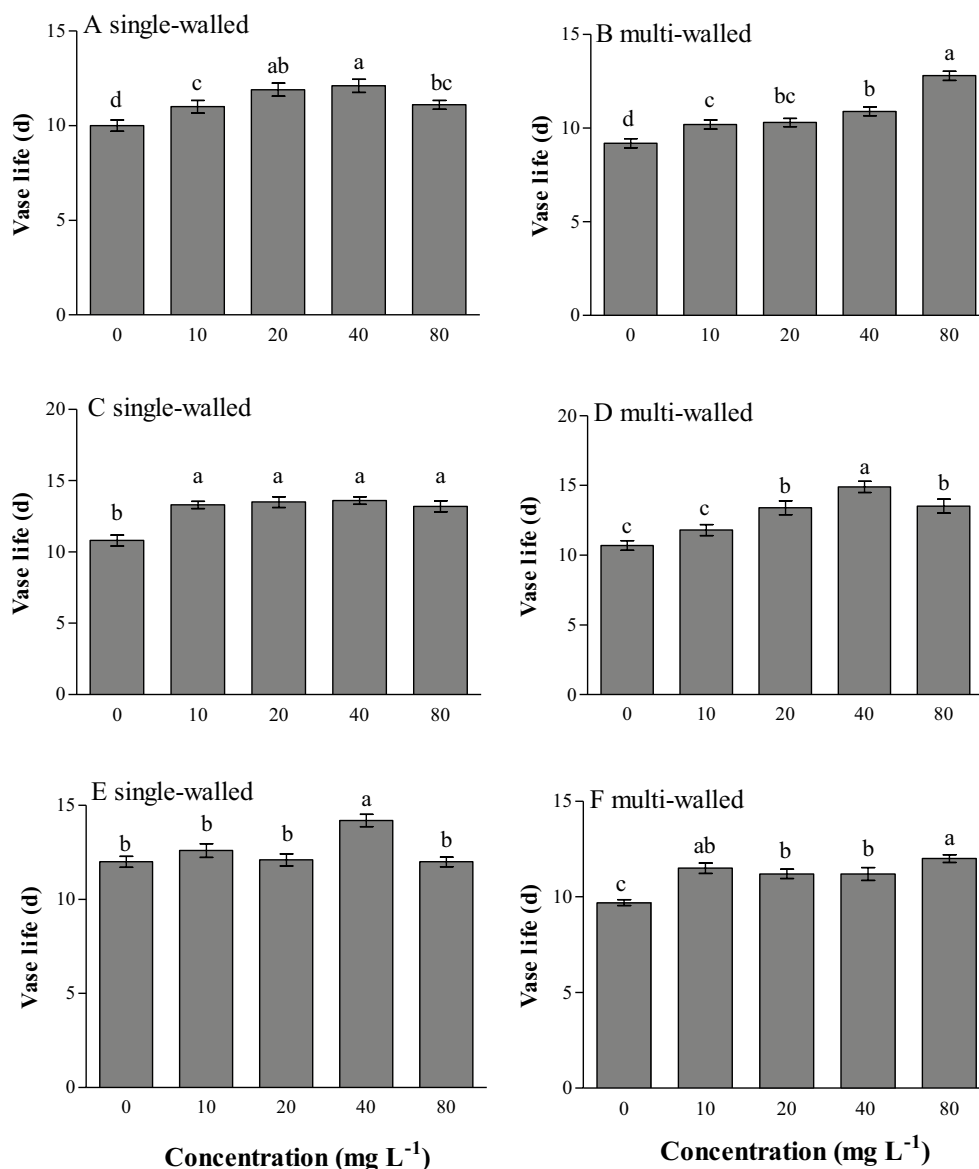 A single-walled
15
10
5
0
Vase life (d)
d
c
ab
a
bc
0 10 20 40 80
B multi-walled
15
10
5
0
Vase life (d)
d
c
bc
b
a
0 10 20 40 80
C single-walled
20
15
10
5
0
Vase life (d)
b
a
a
a
a
0 10 20 40 80
D multi-walled
20
15
10
5
0
Vase life (d)
c
c
b
a
b
0 10 20 40 80
E single-walled
15
10
5
0
Vase life (d)
b
b
b
a
b
0 10 20 40 80
Concentration (mg L⁻¹)
F multi-walled
15
10
5
0
Vase life (d)
c
ab
b
b
a
0 10 20 40 80
Concentration (mg L⁻¹)